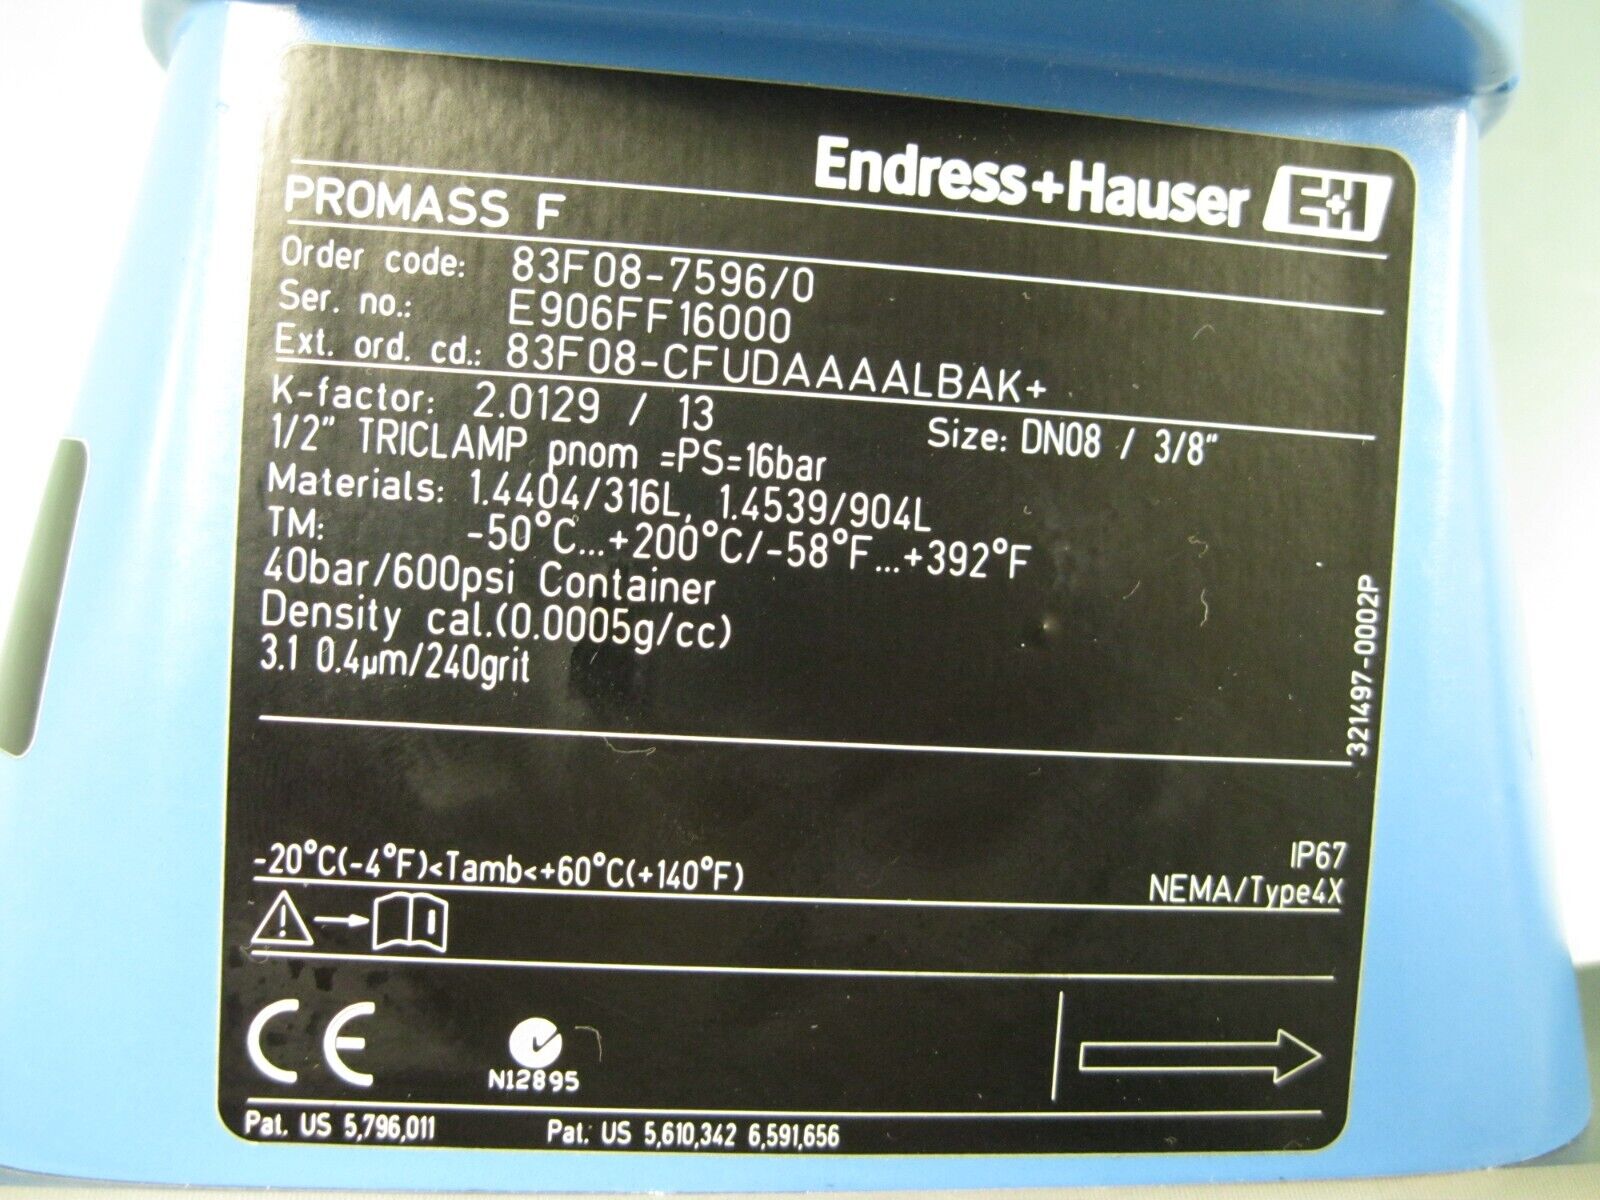 Endress+Hauser E+H
PROMASS F
Order code: 83F08-7596/0
Ser. no.: E906FF16000
Ext. ord. cd.: 83F08-CFUDAAAALBAK+
K-factor: 2.0129 / 13 Size: DN08 / 3/8"
1/2" TRICLAMP pnom =PS=16bar
Materials: 1.4404/316L, 1.4539/904L
TM: -50°C...+200°C/-58°F...+392°F
40bar/600psi Container
Density cal.(0.0005g/cc)
3.1 0.4µm/240grit
321497-0002P
-20°C(-4°F)<Tamb<+60°C(+140°F)
IP67
NEMA/Type4X
i
CE
N12895
Pat. US 5,796,011 Pat. US 5,610,342 6,591,656